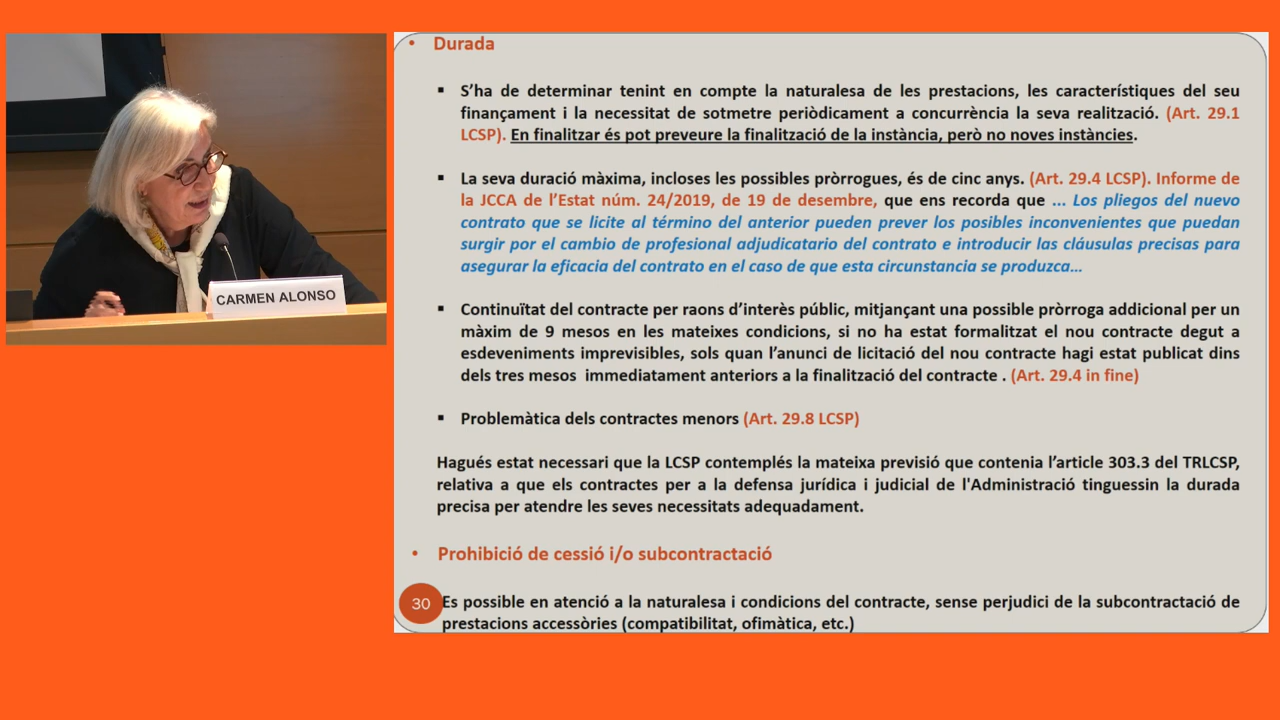 CARMEN ALONSO
• Durada
▪ S’ha de determinar tenint en compte la naturalesa de les prestacions, les característiques del seu
finançament i la necessitat de sotmetre periòdicament a concurrència la seva realització. (Art. 29.1
LCSP). En finalitzar és pot preveure la finalització de la instància, però no noves instàncies.
▪ La seva duració màxima, incloses les possibles pròrrogues, és de cinc anys. (Art. 29.4 LCSP). Informe de
la JCCA de l’Estat núm. 24/2019, de 19 de desembre, que ens recorda que ... Los pliegos del nuevo
contrato que se licite al término del anterior pueden prever los posibles inconvenientes que puedan
surgir por el cambio de profesional adjudicatario del contrato e introducir las cláusulas precisas para
asegurar la eficacia del contrato en el caso de que esta circunstancia se produzca…
▪ Continuïtat del contracte per raons d’interès públic, mitjançant una possible pròrroga addicional per un
màxim de 9 mesos en les mateixes condicions, si no ha estat formalitzat el nou contracte degut a
esdeveniments imprevisibles, sols quan l’anunci de licitació del nou contracte hagi estat publicat dins
dels tres mesos immediatament anteriors a la finalització del contracte . (Art. 29.4 in fine)
▪ Problemàtica dels contractes menors (Art. 29.8 LCSP)
Hagués estat necessari que la LCSP contemplés la mateixa previsió que contenia l’article 303.3 del TRLCSP,
relativa a que els contractes per a la defensa jurídica i judicial de l'Administració tinguessin la durada
precisa per atendre les seves necessitats adequadament.
• Prohibició de cessió i/o subcontractació
30 Es possible en atenció a la naturalesa i condicions del contracte, sense perjudici de la subcontractació de
prestacions accessòries (compatibilitat, ofimàtica, etc.)